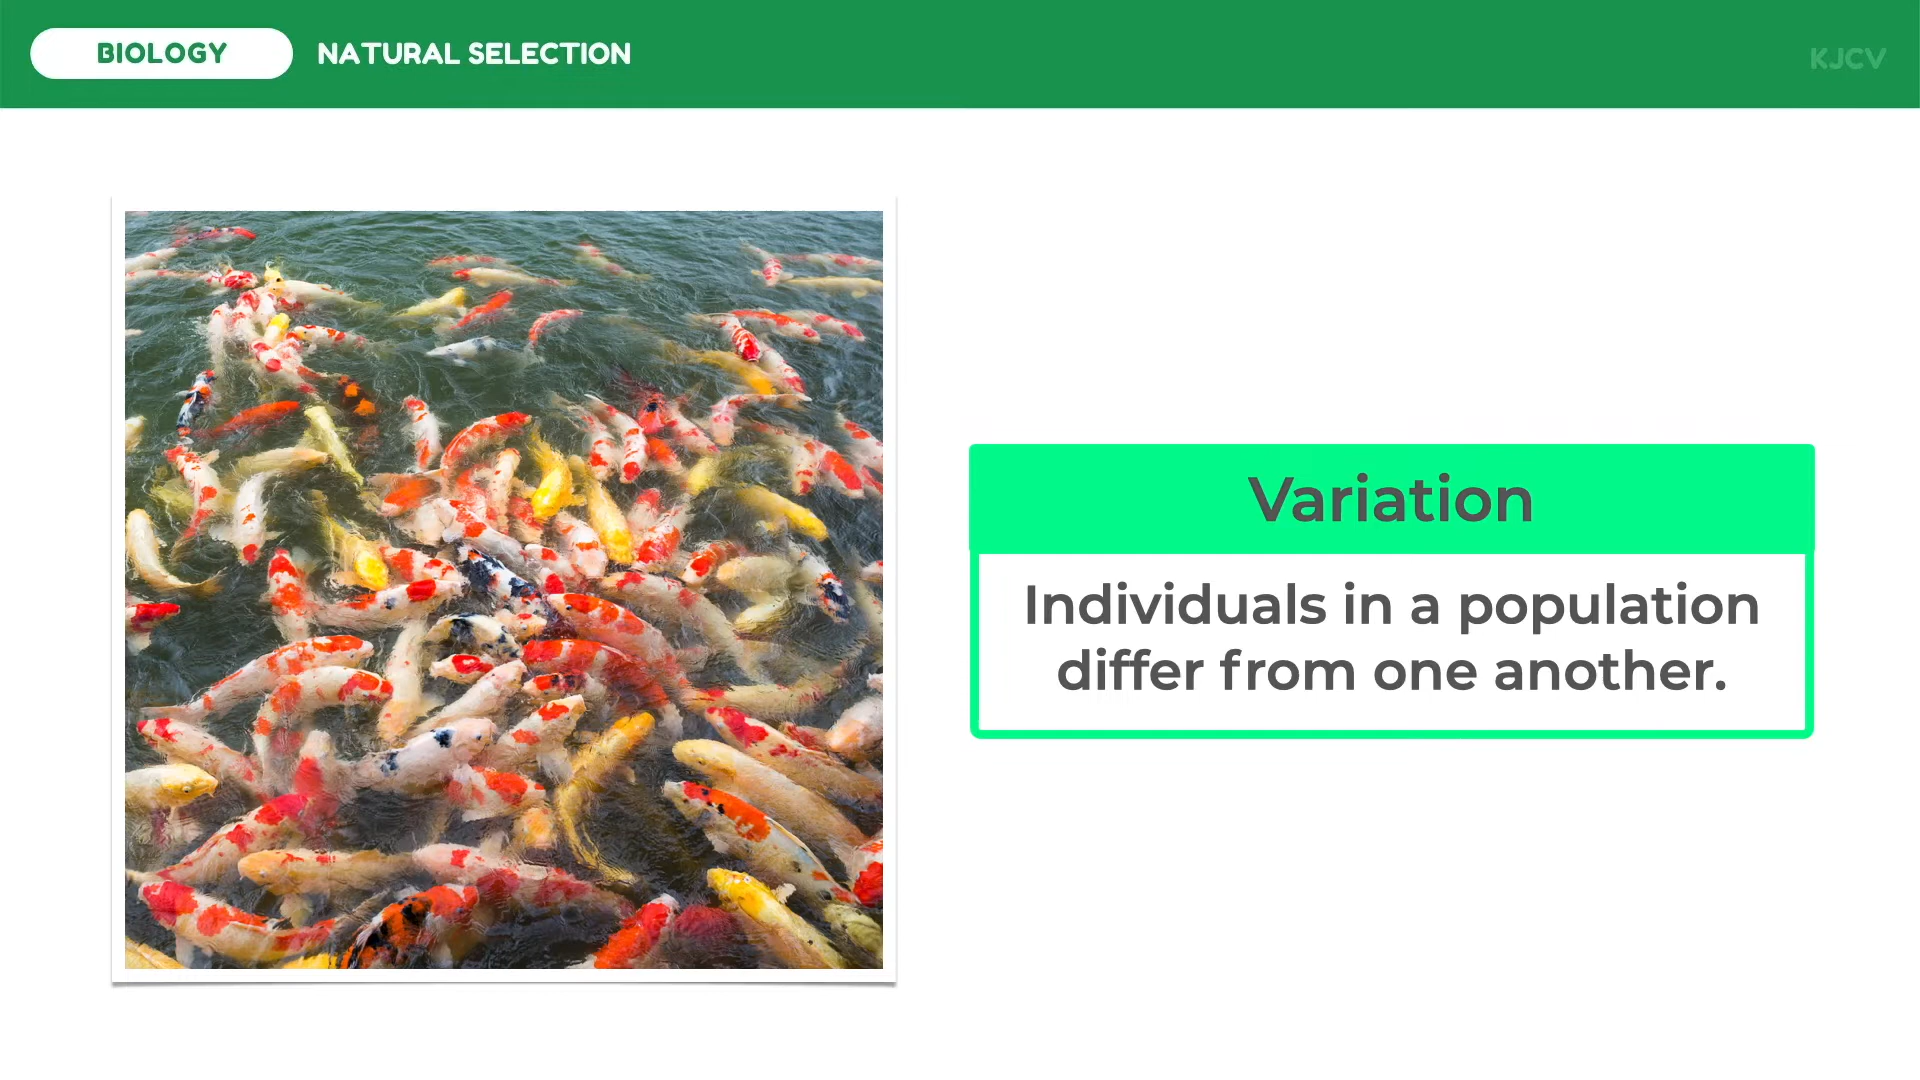 BIOLOGY
NATURAL SELECTION
KJCV
Variation
Individuals in a population
differ from one another.